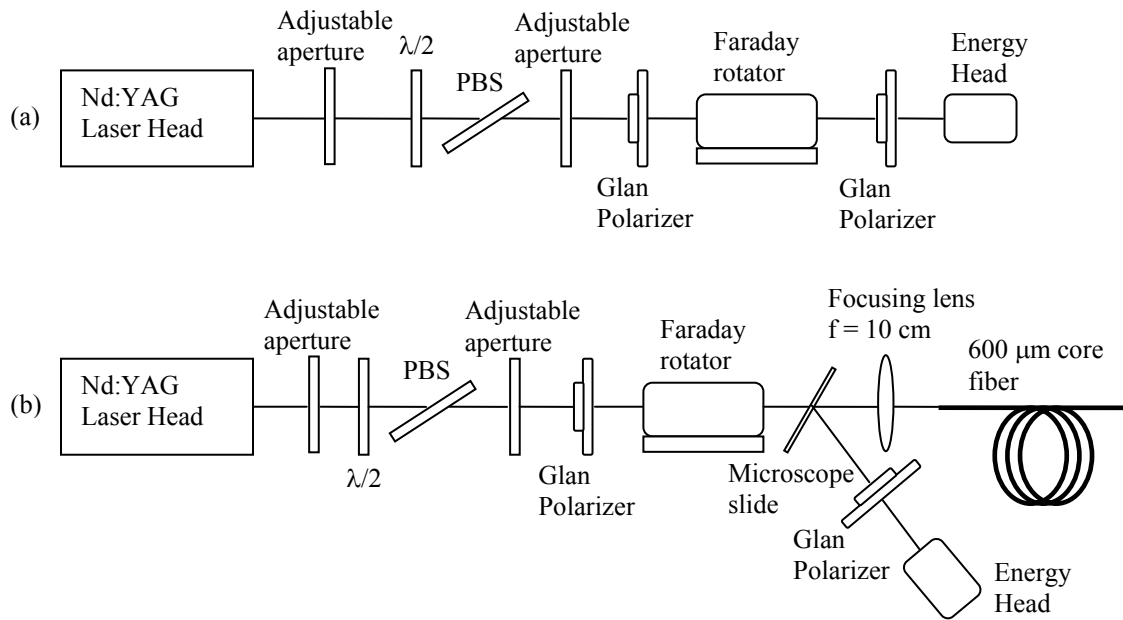 (a)
Nd:YAG
Laser Head
Adjustable
aperture
λ/2
PBS
Adjustable
aperture
Glan
Polarizer
Faraday
rotator
Glan
Polarizer
Energy
Head
(b)
Nd:YAG
Laser Head
Adjustable
aperture
λ/2
PBS
Adjustable
aperture
Glan
Polarizer
Faraday
rotator
Microscope
slide
Focusing lens
f = 10 cm
Glan
Polarizer
Energy
Head
600 μm core
fiber